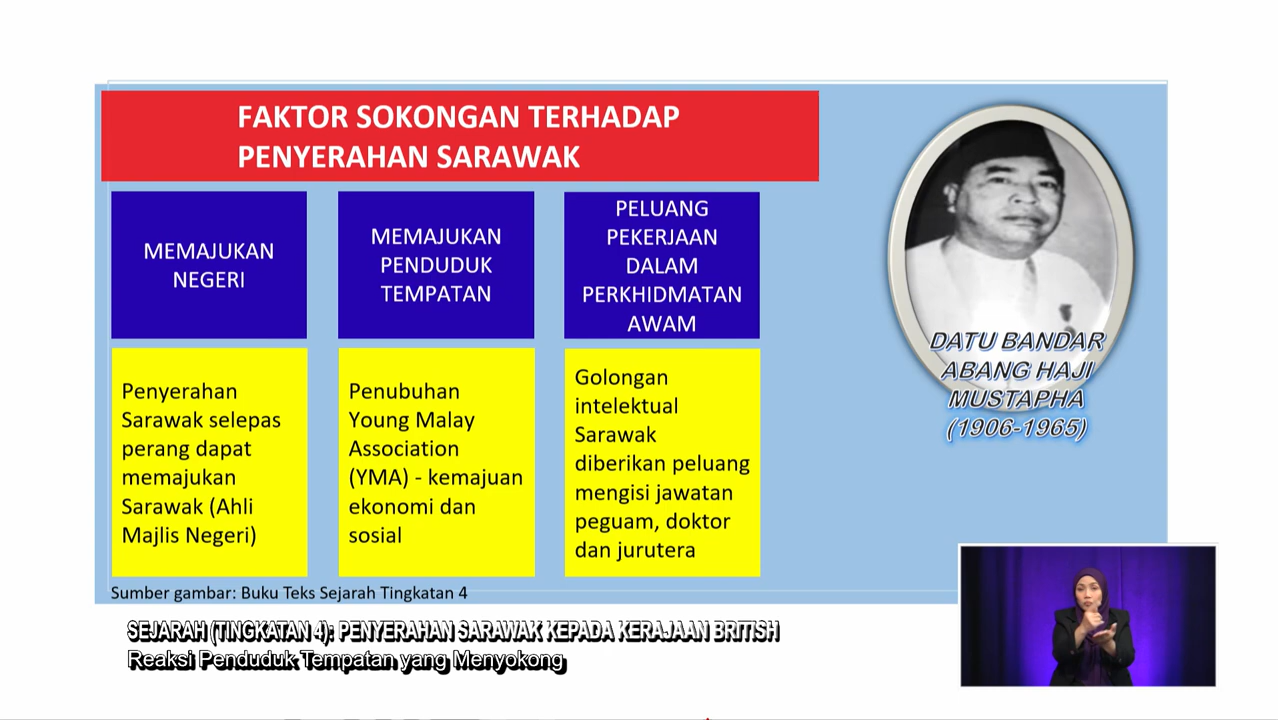 FAKTOR SOKONGAN TERHADAP
PENYERAHAN SARAWAK
MEMAJUKAN
NEGERI
Penyerahan
Sarawak selepas
perang dapat
memajukan
Sarawak (Ahli
Majlis Negeri)
MEMAJUKAN
PENDUDUK
TEMPATAN
Penubuhan
Young Malay
Association
(YMA) - kemajuan
ekonomi dan
sosial
PELUANG
PEKERJAAN
DALAM
PERKHIDMATAN
AWAM
Golongan
intelektual
Sarawak
diberikan peluang
mengisi jawatan
peguam, doktor
dan jurutera
DATU BANDAR
ABANG HAJI
MUSTAPHA
(1906-1965)
Sumber gambar: Buku Teks Sejarah Tingkatan 4
SEJARAH (TINGKATAN 4): PENYERAHAN SARAWAK KEPADA KERAJAAN BRITISH
Reaksi Penduduk Tempatan yang Menyokong